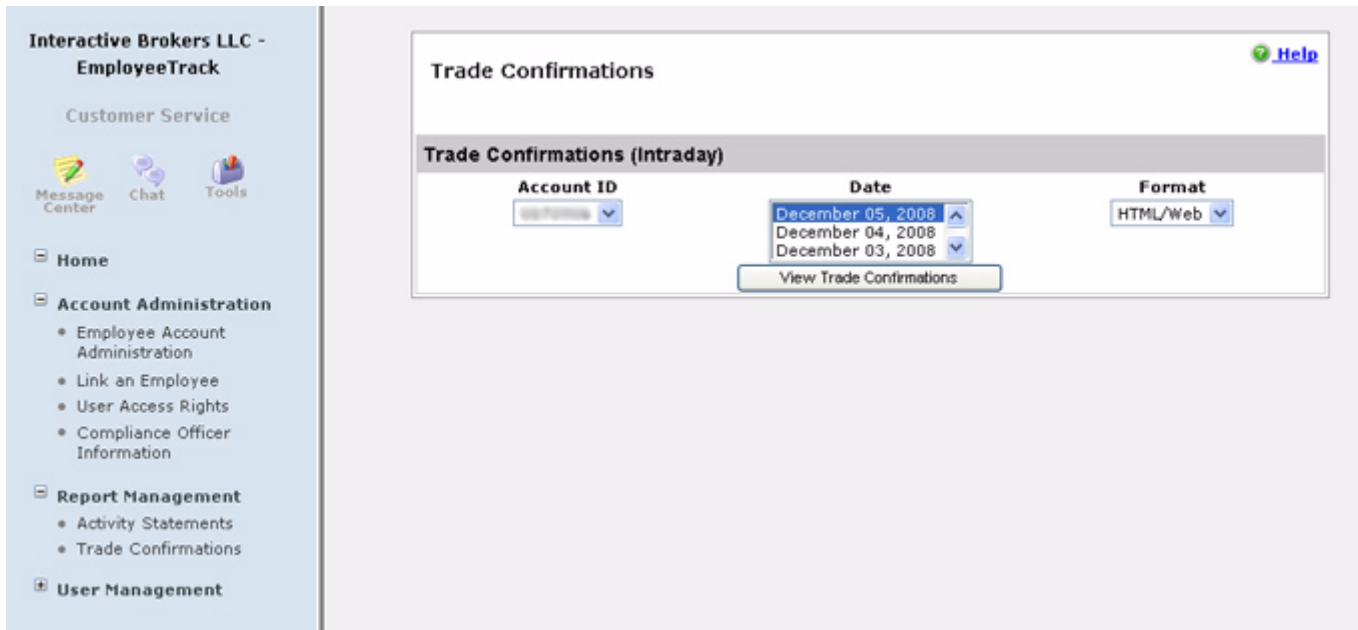 Interactive Brokers LLC -
EmployeeTrack
Customer Service
Message
Center
Chat
Tools
Home
Account Administration
Employee Account
Administration
Link an Employee
User Access Rights
Compliance Officer
Information
Report Management
Activity Statements
Trade Confirmations
User Management
Trade Confirmations
Help
Trade Confirmations (Intraday)
Account ID
Date
Format
December 05, 2008
December 04, 2008
December 03, 2008
HTML/Web
View Trade Confirmations